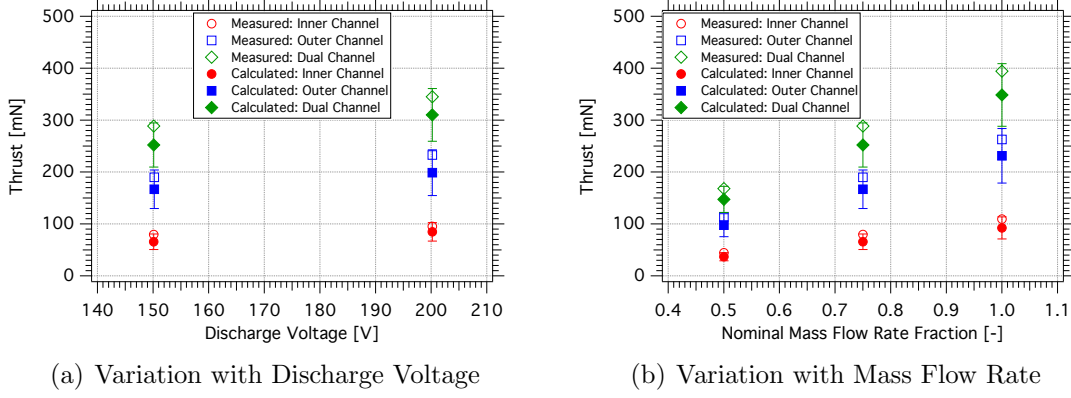 500
400
300
200
100
0
Thrust [mN]
Measured: Inner Channel
Measured: Outer Channel
Measured: Dual Channel
Calculated: Inner Channel
Calculated: Outer Channel
Calculated: Dual Channel
140 150 160 170 180 190 200 210
Discharge Voltage [V]
(a) Variation with Discharge Voltage
500
400
300
200
100
0
Thrust [mN]
Measured: Inner Channel
Measured: Outer Channel
Measured: Dual Channel
Calculated: Inner Channel
Calculated: Outer Channel
Calculated: Dual Channel
0.4 0.5 0.6 0.7 0.8 0.9 1.0 1.1
Nominal Mass Flow Rate Fraction [-]
(b) Variation with Mass Flow Rate